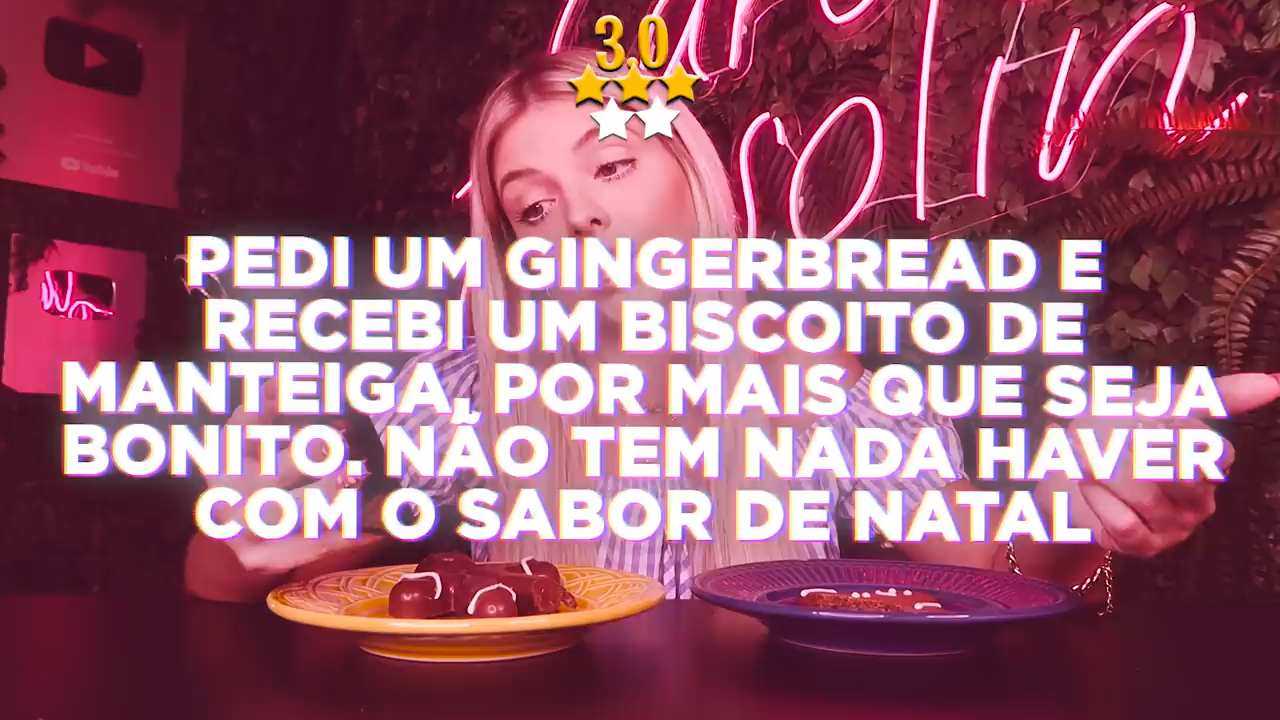 3.0
PEDI UM GINGERBREAD E
RECEBI UM BISCOITO DE
MANTEIGA, POR MAIS QUE SEJA
BONITO. NÃO TEM NADA HAVER
COM O SABOR DE NATAL
YouTube